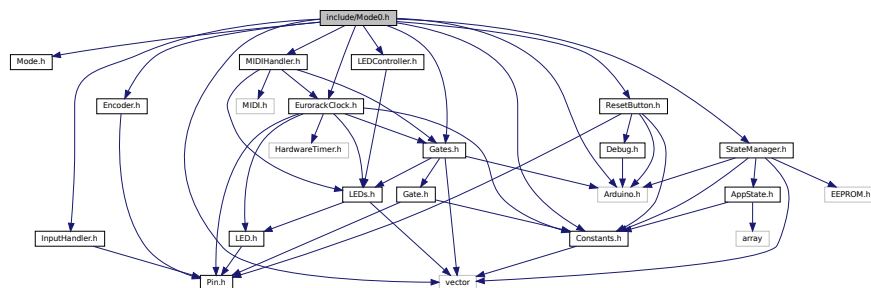 include/Mode0.h
Mode.h
MIDIHandler.h
LEDController.h
Encoder.h
MIDI.h
EurorackClock.h
ResetButton.h
HardwareTimer.h
Gates.h
Debug.h
StateManager.h
LEDs.h
Gate.h
Arduino.h
AppState.h
EEPROM.h
InputHandler.h
LED.h
Constants.h
array
Pin.h
vector